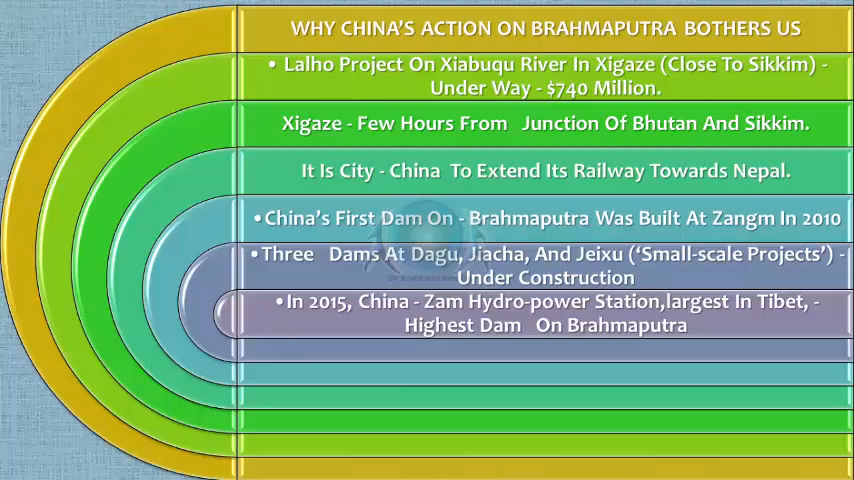 WHY CHINA'S ACTION ON BRAHMAPUTRA BOTHERS US
• Lalho Project On Xiabuqu River In Xigaze (Close To Sikkim) -
Under Way - $740 Million.
Xigaze - Few Hours From Junction Of Bhutan And Sikkim.
It Is City - China To Extend Its Railway Towards Nepal.
•China's First Dam On - Brahmaputra Was Built At Zangm In 2010
•Three Dams At Dagu, Jiacha, And Jeixu ('Small-scale Projects') -
Under Construction
•In 2015, China - Zam Hydro-power Station,largest In Tibet, -
Highest Dam On Brahmaputra